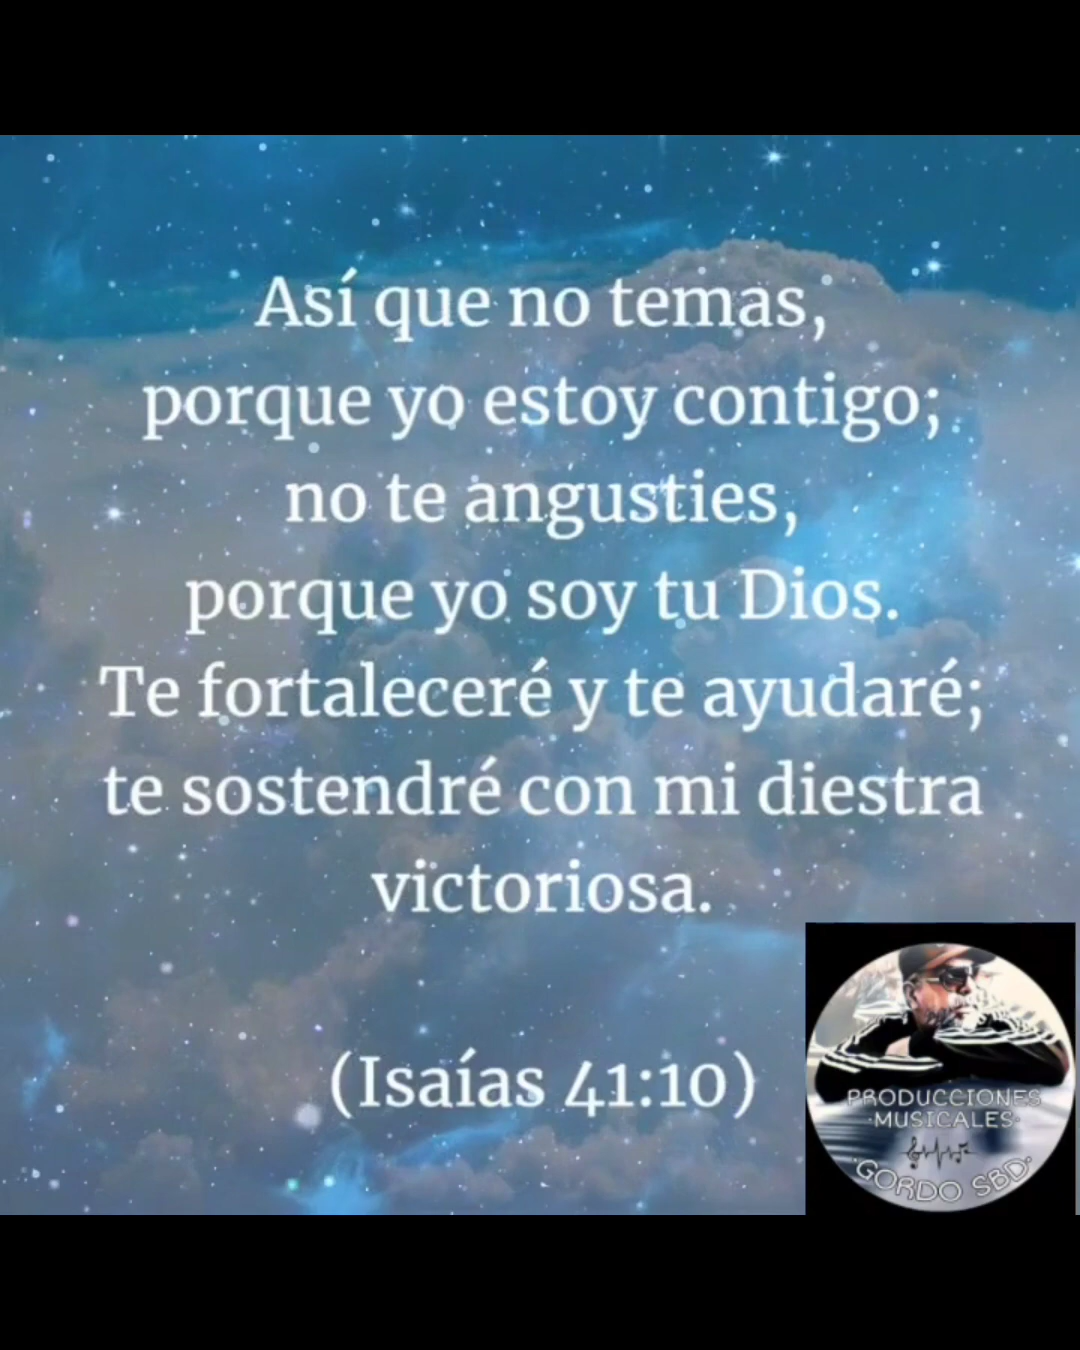 Así que no temas,
porque yo estoy contigo;
no te angusties,
porque yo soy tu Dios.
Te fortaleceré y te ayudaré;
te sostendré con mi diestra
victoriosa.
(Isaías 41:10)
PRODUCCIONES
·MUSICALES·
·GORDO SBD·